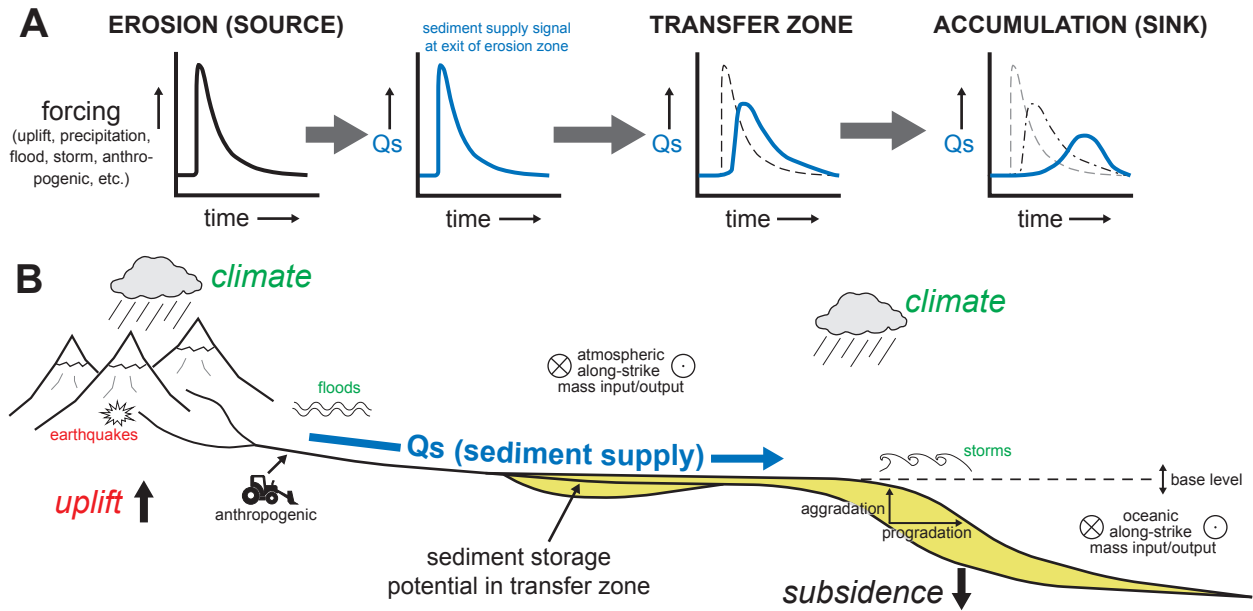 A
EROSION (SOURCE)
sediment supply signal
at exit of erosion zone
TRANSFER ZONE
ACCUMULATION (SINK)
forcing
(uplift, precipitation,
flood, storm, anthro-
pogenic, etc.)
Qs
Qs
Qs
time
time
time
time
B
climate
climate
atmospheric
along-strike
mass input/output
floods
earthquakes
Qs (sediment supply)
storms
base level
uplift
anthropogenic
aggradation
progradation
oceanic
along-strike
mass input/output
sediment storage
potential in transfer zone
subsidence